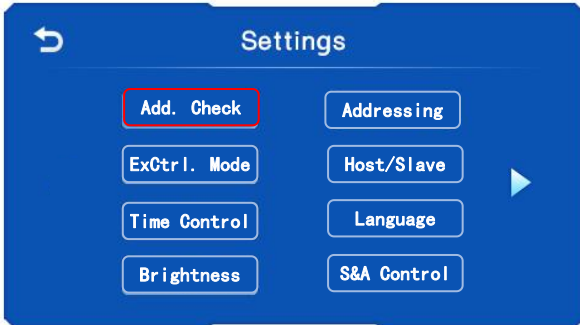 Settings
Add. Check
Addressing
ExCtrl. Mode
Host/Slave
Time Control
Language
Brightness
S&A Control